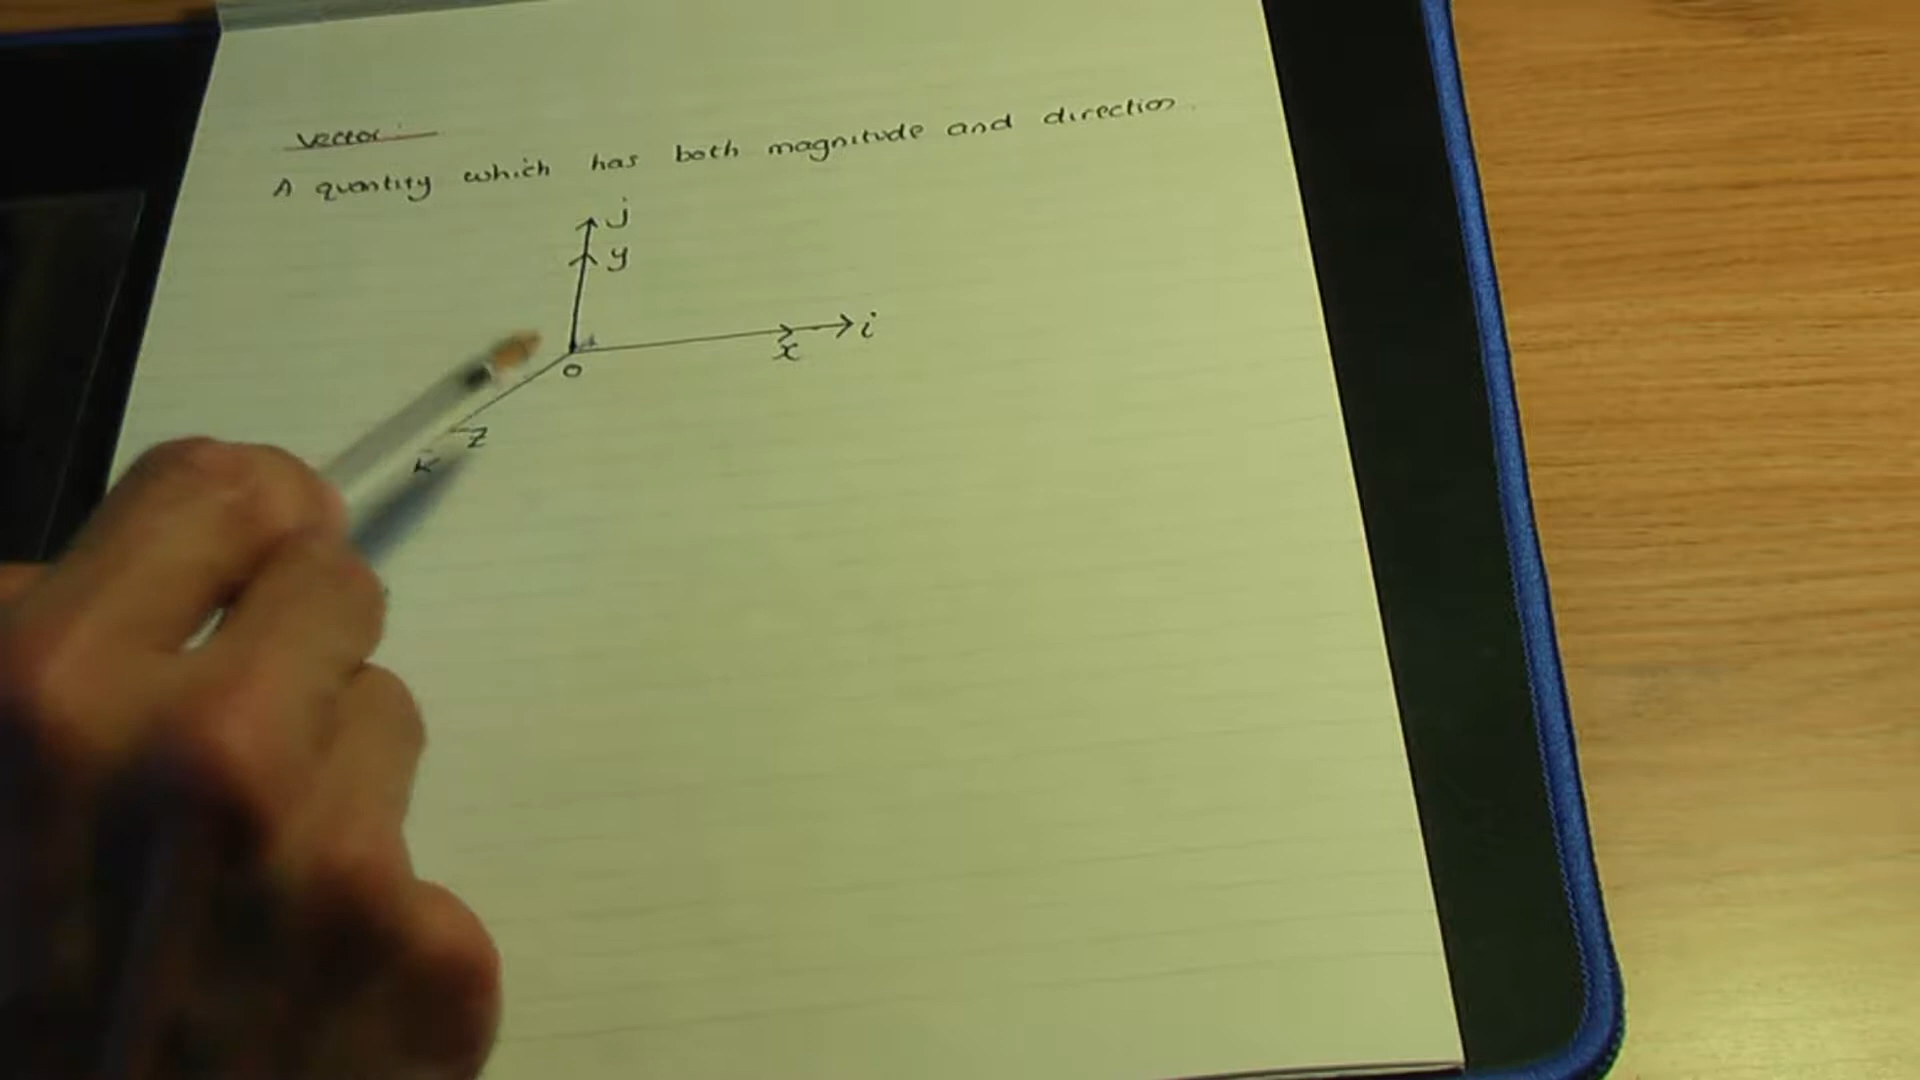 Vector:
A quantity which has both magnitude and direction.
j
y
i
x
o
z
k